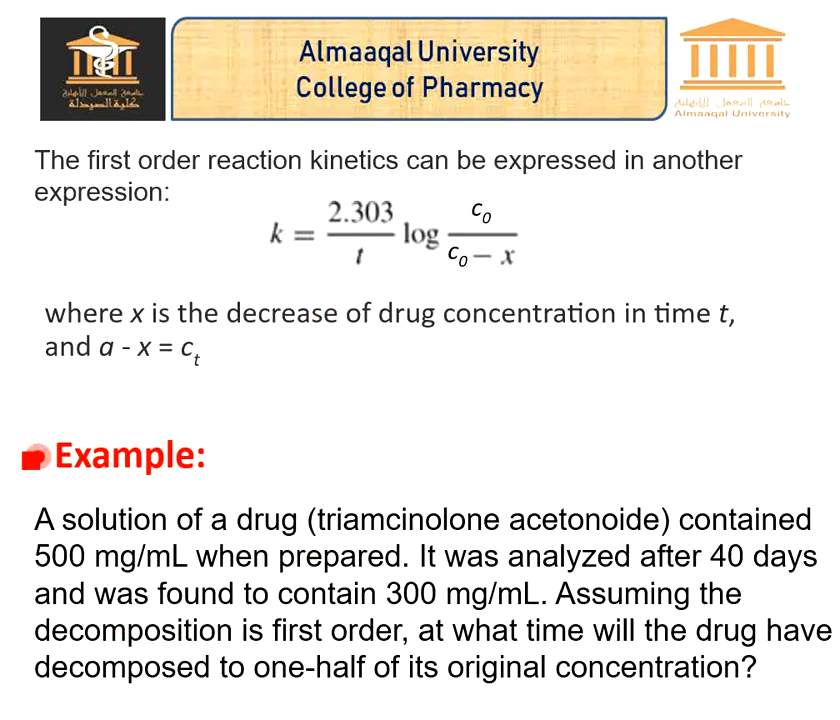 كلية الصيدلة
Almaaqal University
College of Pharmacy
Almaaqal University
The first order reaction kinetics can be expressed in another
expression:
k = 2.303/t log c₀/(c₀ − x)
where x is the decrease of drug concentration in time t,
and a - x = cₜ
Example:
A solution of a drug (triamcinolone acetonoide) contained
500 mg/mL when prepared. It was analyzed after 40 days
and was found to contain 300 mg/mL. Assuming the
decomposition is first order, at what time will the drug have
decomposed to one-half of its original concentration?